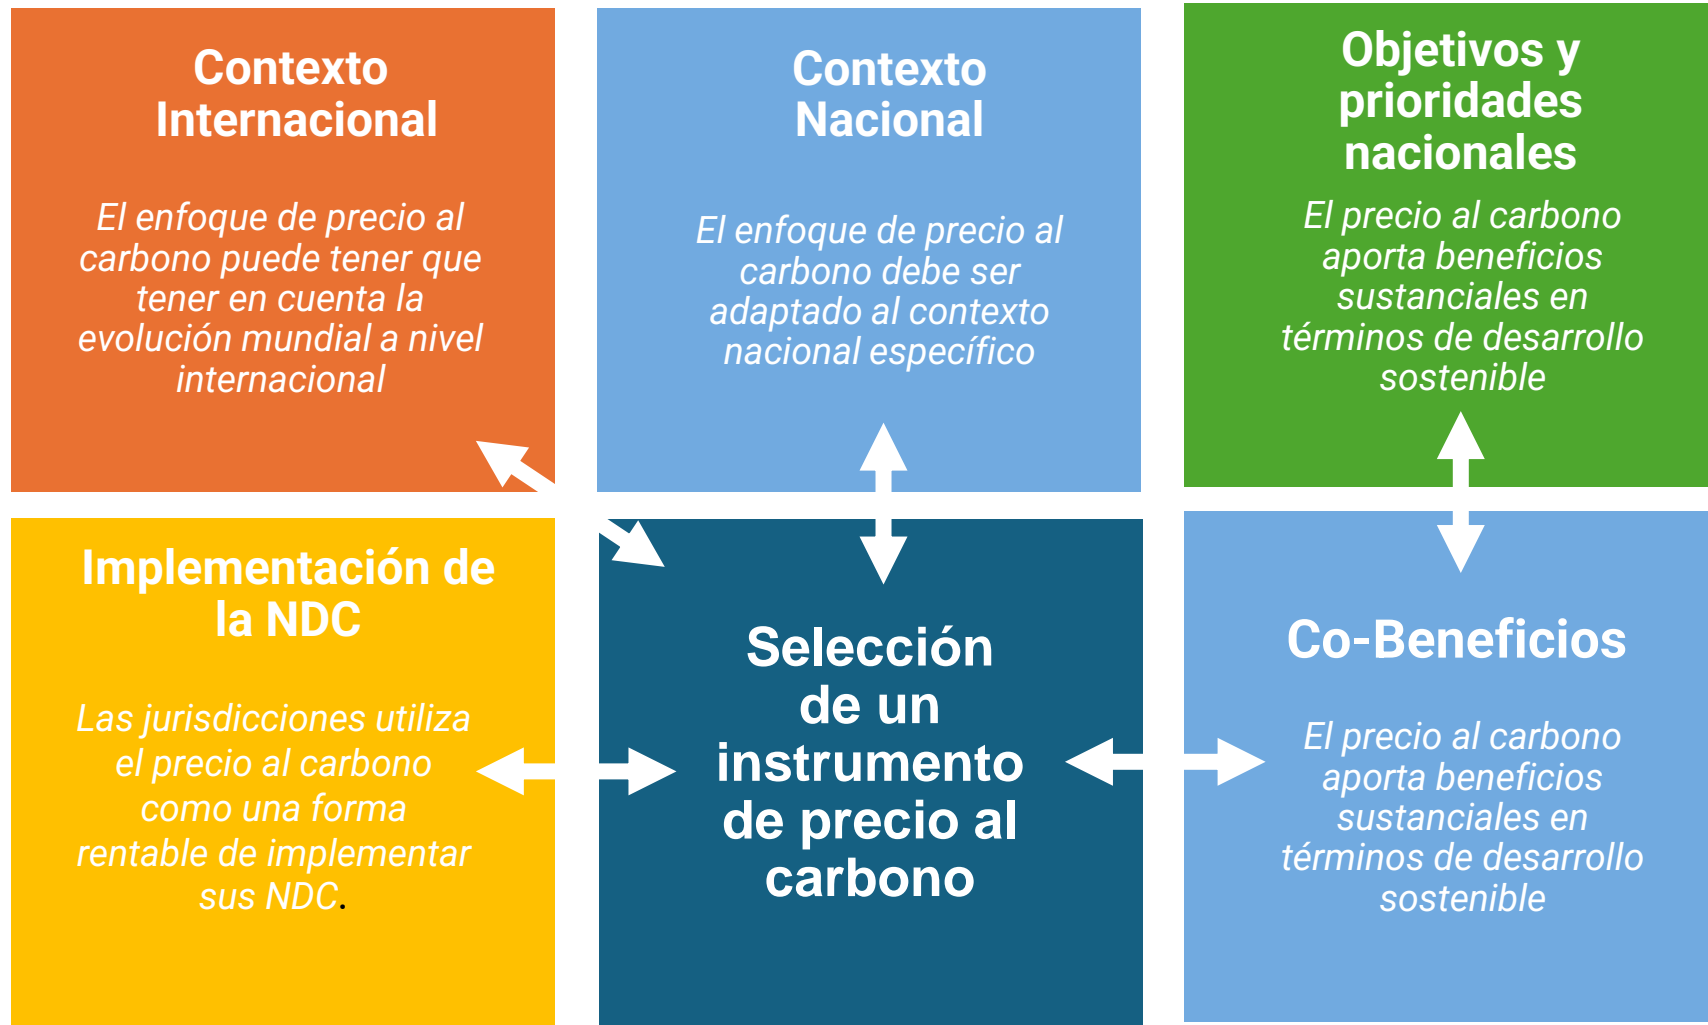 Contexto
Internacional
El enfoque de precio al
carbono puede tener que
tener en cuenta la
evolución mundial a nivel
internacional
Contexto
Nacional
El enfoque de precio al
carbono debe ser
adaptado al contexto
nacional específico
Objetivos y
prioridades
nacionales
El precio al carbono
aporta beneficios
sustanciales en
términos de desarrollo
sostenible
Implementación de
la NDC
Las jurisdicciones utiliza
el precio al carbono
como una forma
rentable de implementar
sus NDC.
Selección
de un
instrumento
de precio al
carbono
Co-Beneficios
El precio al carbono
aporta beneficios
sustanciales en
términos de desarrollo
sostenible